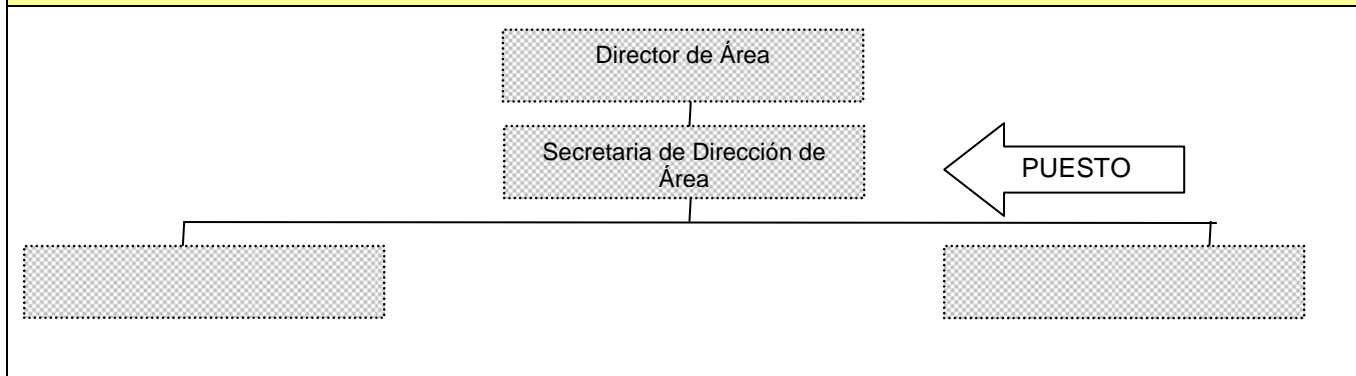 Director de Área
Secretaria de Dirección de
Área
PUESTO